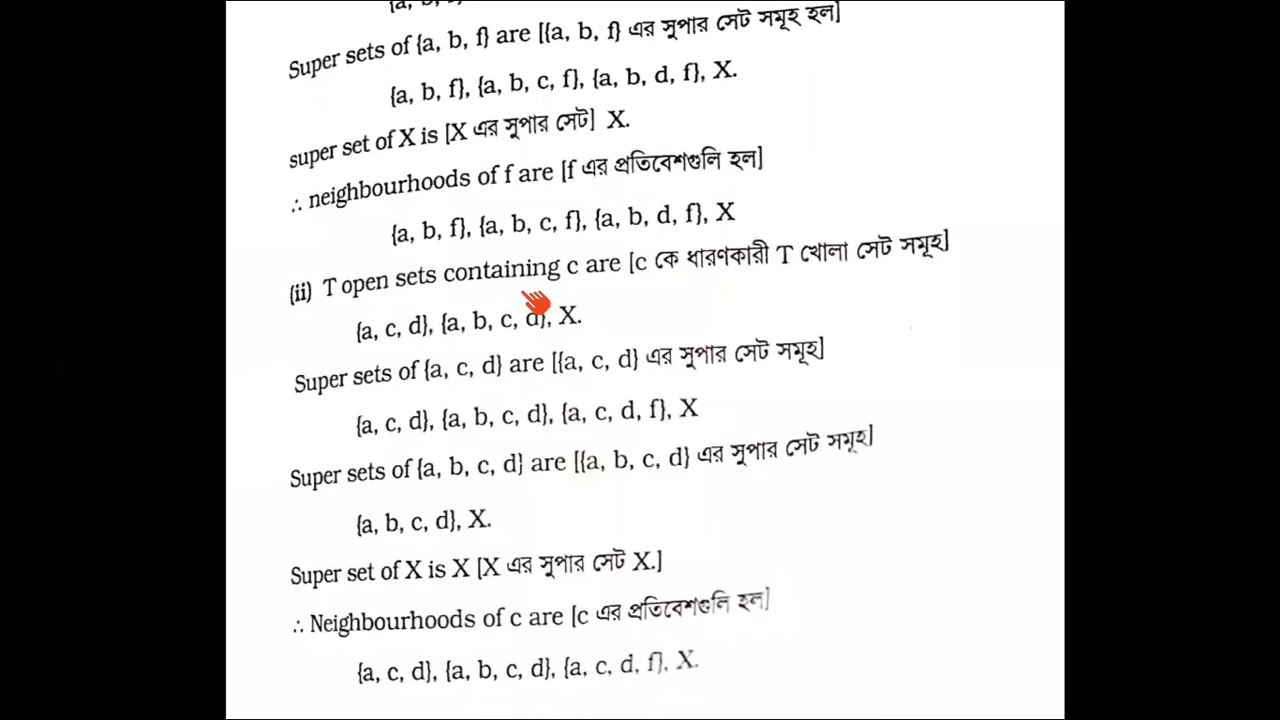 Super sets of {a, b, f} are [{a, b, f} এর সুপার সেট সমূহ হল]
{a, b, f}, {a, b, c, f}, {a, b, d, f}, X.
super set of X is [X এর সুপার সেট] X.
∴ neighbourhoods of f are [f এর প্রতিবেশগুলি হল]
{a, b, f}, {a, b, c, f}, {a, b, d, f}, X
(ii) T open sets containing c are [c কে ধারণকারী T খোলা সেট সমূহ]
{a, c, d}, {a, b, c, d}, X.
Super sets of {a, c, d} are [{a, c, d} এর সুপার সেট সমূহ]
{a, c, d}, {a, b, c, d}, {a, c, d, f}, X
Super sets of {a, b, c, d} are [{a, b, c, d} এর সুপার সেট সমূহ]
{a, b, c, d}, X.
Super set of X is X [X এর সুপার সেট X.]
∴ Neighbourhoods of c are [c এর প্রতিবেশগুলি হল]
{a, c, d}, {a, b, c, d}, {a, c, d, f}, X.